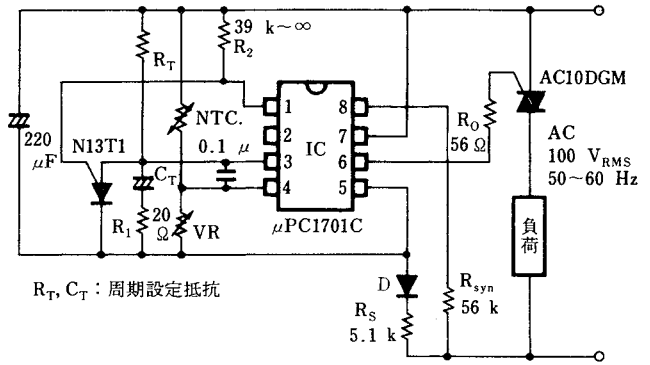 39 k～∞
R2
RT
NTC.
0.1 μ
220
μF
N13T1
CT
R1
20
Ω
VR
1
2
3
4
IC
8
7
6
5
μPC1701C
RO
56 Ω
AC10DGM
AC
100 VRMS
50～60 Hz
負荷
D
RS
5.1 k
Rsyn
56 k
RT, CT：周期設定抵抗